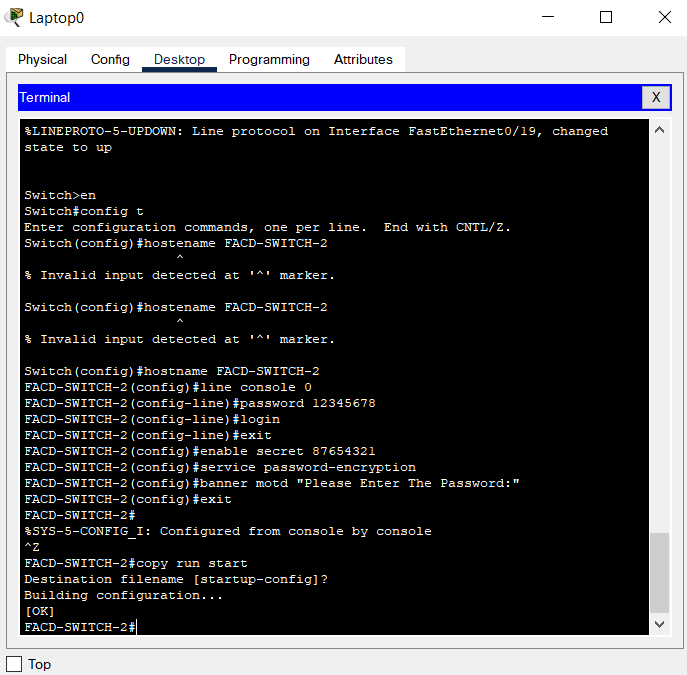 Laptop0
Physical Config Desktop Programming Attributes
Terminal X
%LINEPROTO-5-UPDOWN: Line protocol on Interface FastEthernet0/19, changed
state to up
Switch>en
Switch#config t
Enter configuration commands, one per line.  End with CNTL/Z.
Switch(config)#hostename FACD-SWITCH-2
^
% Invalid input detected at '^' marker.
Switch(config)#hostename FACD-SWITCH-2
^
% Invalid input detected at '^' marker.
Switch(config)#hostname FACD-SWITCH-2
FACD-SWITCH-2(config)#line console 0
FACD-SWITCH-2(config-line)#password 12345678
FACD-SWITCH-2(config-line)#login
FACD-SWITCH-2(config-line)#exit
FACD-SWITCH-2(config)#enable secret 87654321
FACD-SWITCH-2(config)#service password-encryption
FACD-SWITCH-2(config)#banner motd "Please Enter The Password:"
FACD-SWITCH-2(config)#exit
FACD-SWITCH-2#
%SYS-5-CONFIG_I: Configured from console by console
^Z
FACD-SWITCH-2#copy run start
Destination filename [startup-config]?
Building configuration...
[OK]
FACD-SWITCH-2#
Top